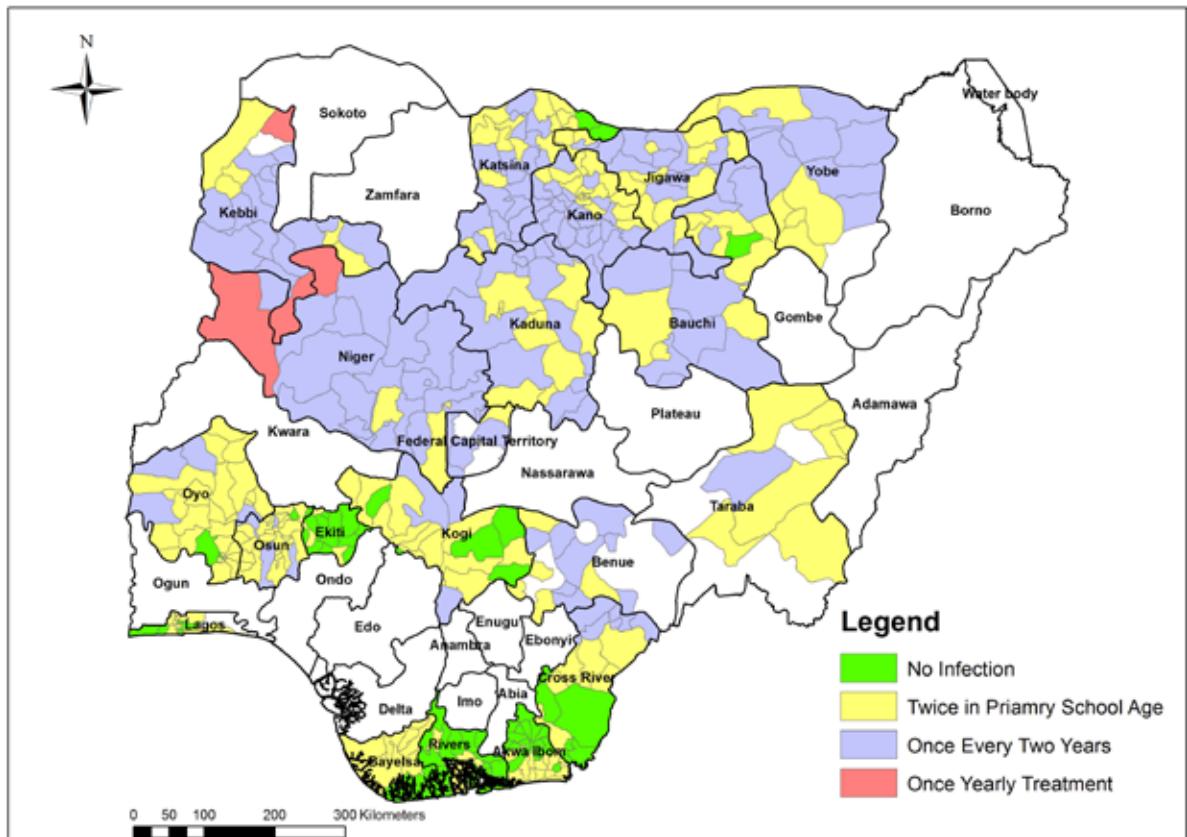 N
Water body
Sokoto
Katsina
Jigawa
Yobe
Zamfara
Kano
Borno
Kebbi
Kaduna
Bauchi
Gombe
Niger
Plateau
Adamawa
Kwara
Federal Capital Territory
Nassarawa
Oyo
Taraba
Osun
Ekiti
Kogi
Benue
Ogun
Ondo
Lagos
Edo
Enugu
Anambra
Ebonyi
Cross River
Delta
Imo
Abia
Rivers
Akwa Ibom
Bayelsa
Legend
No Infection
Twice in Priamry School Age
Once Every Two Years
Once Yearly Treatment
0 50 100 200 300 Kilometers